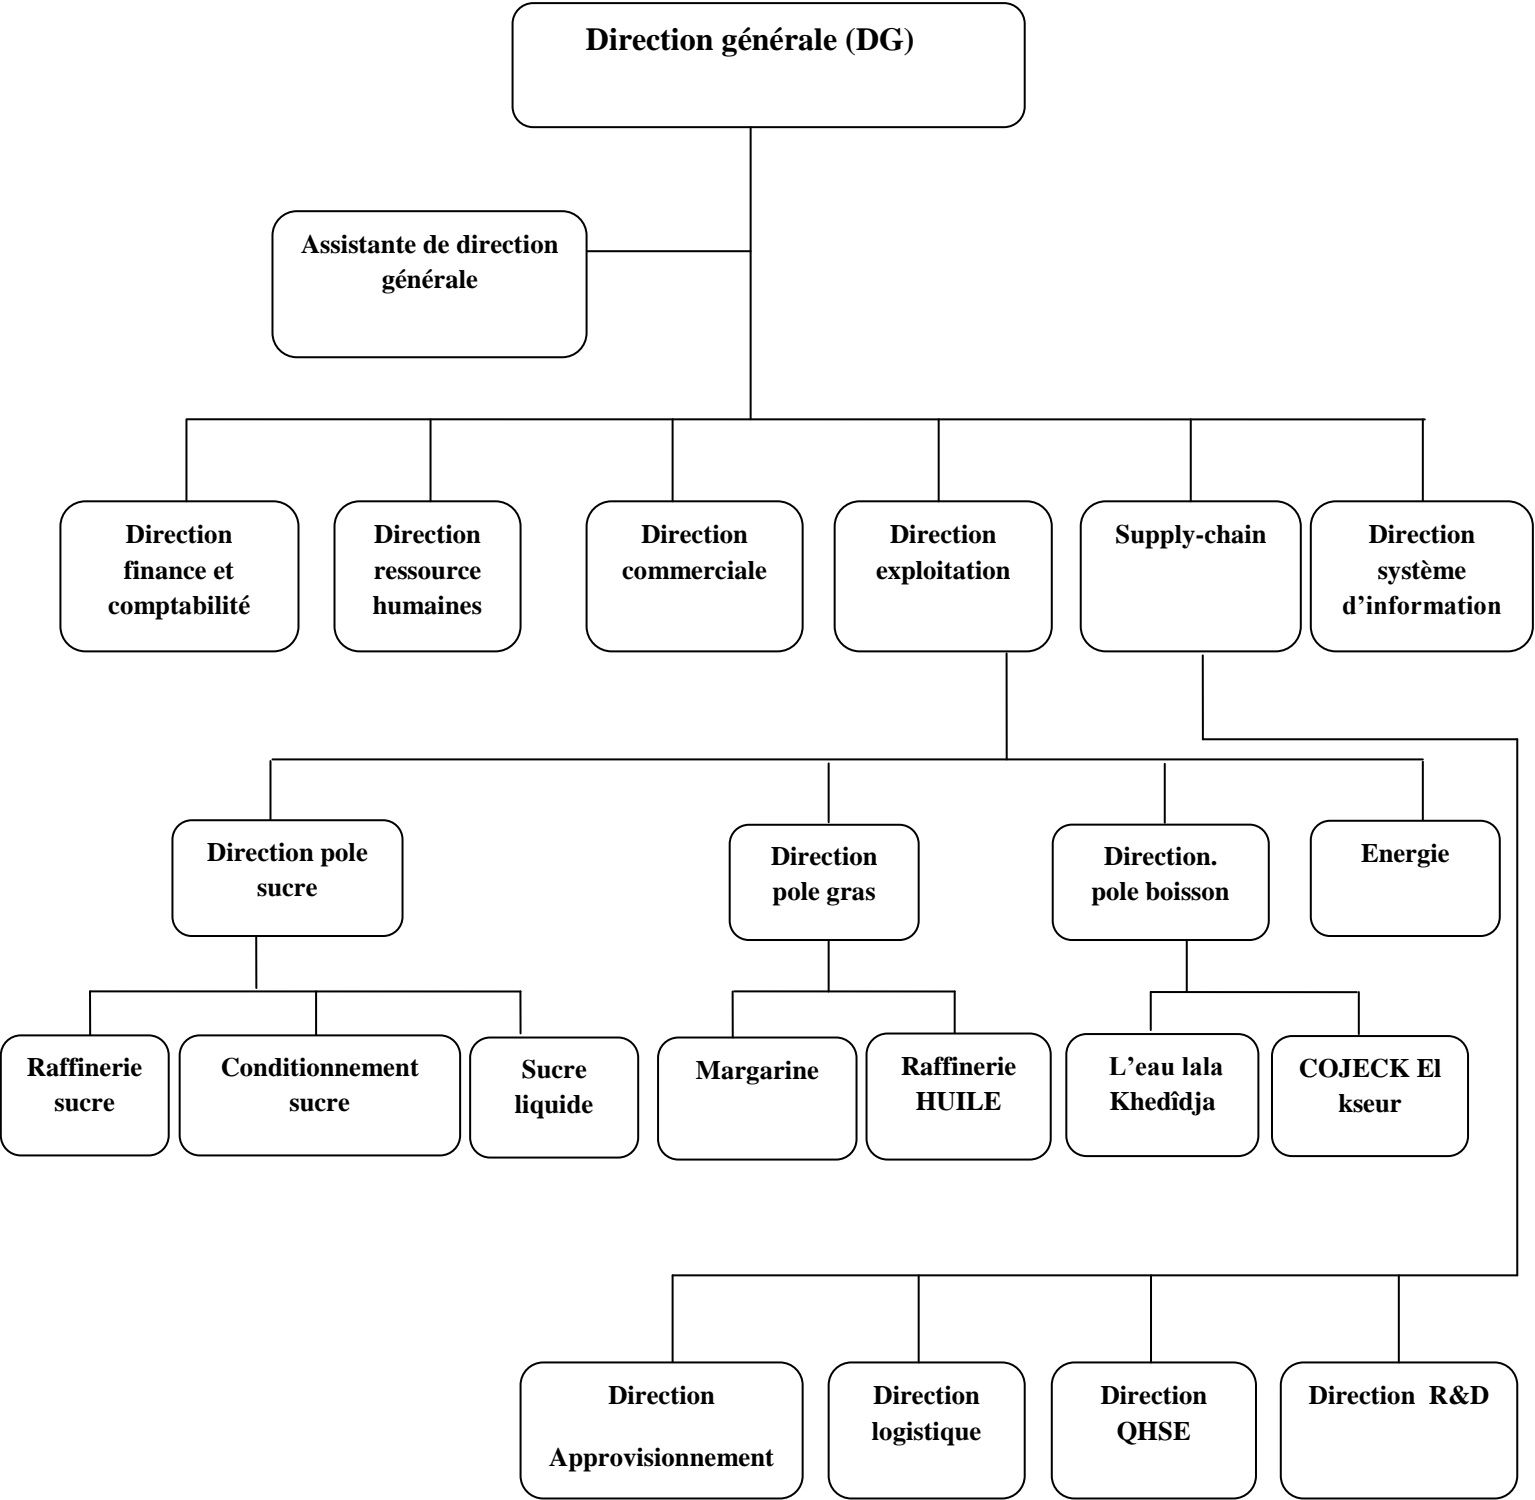 Direction générale (DG)
Assistante de direction
générale
Direction
finance et
comptabilité
Direction
ressource
humaines
Direction
commerciale
Direction
exploitation
Supply-chain
Direction
système
d’information
Direction pole
sucre
Direction
pole gras
Direction.
pole boisson
Energie
Raffinerie
sucre
Conditionnement
sucre
Sucre
liquide
Margarine
Raffinerie
HUILE
L’eau lala
Khedîdja
COJECK El
kseur
Direction
Approvisionnement
Direction
logistique
Direction
QHSE
Direction R&D